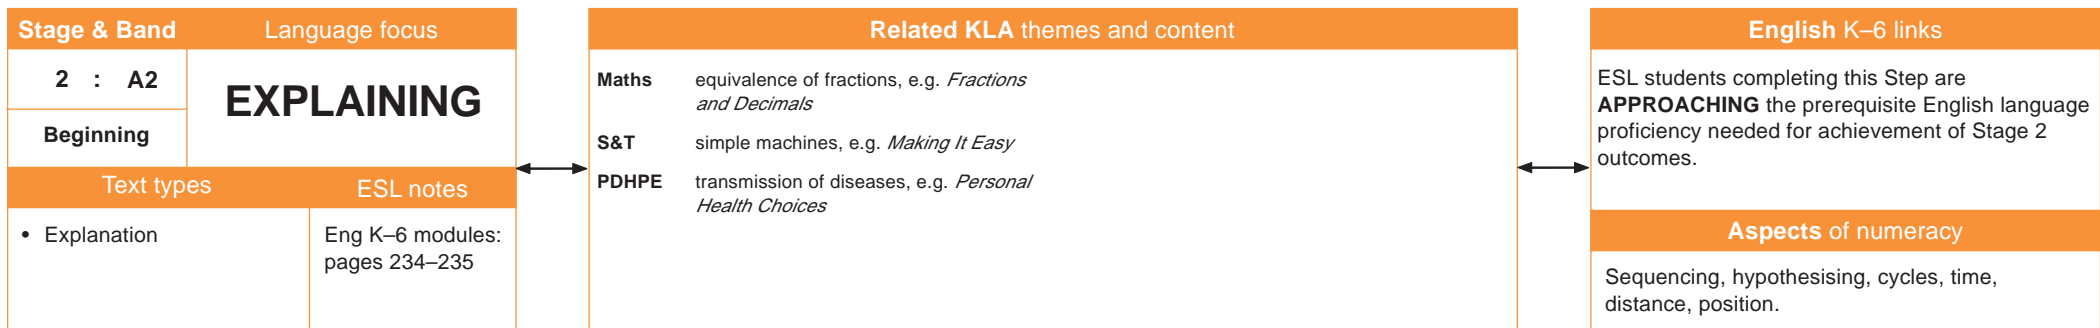 Stage & Band
Language focus
2 : A2
Beginning
EXPLAINING
Text types
ESL notes
• Explanation
Eng K–6 modules:
pages 234–235
Related KLA themes and content
Maths equivalence of fractions, e.g. Fractions
and Decimals
S&T simple machines, e.g. Making It Easy
PDHPE transmission of diseases, e.g. Personal
Health Choices
English K–6 links
ESL students completing this Step are
APPROACHING the prerequisite English language
proficiency needed for achievement of Stage 2
outcomes.
Aspects of numeracy
Sequencing, hypothesising, cycles, time,
distance, position.